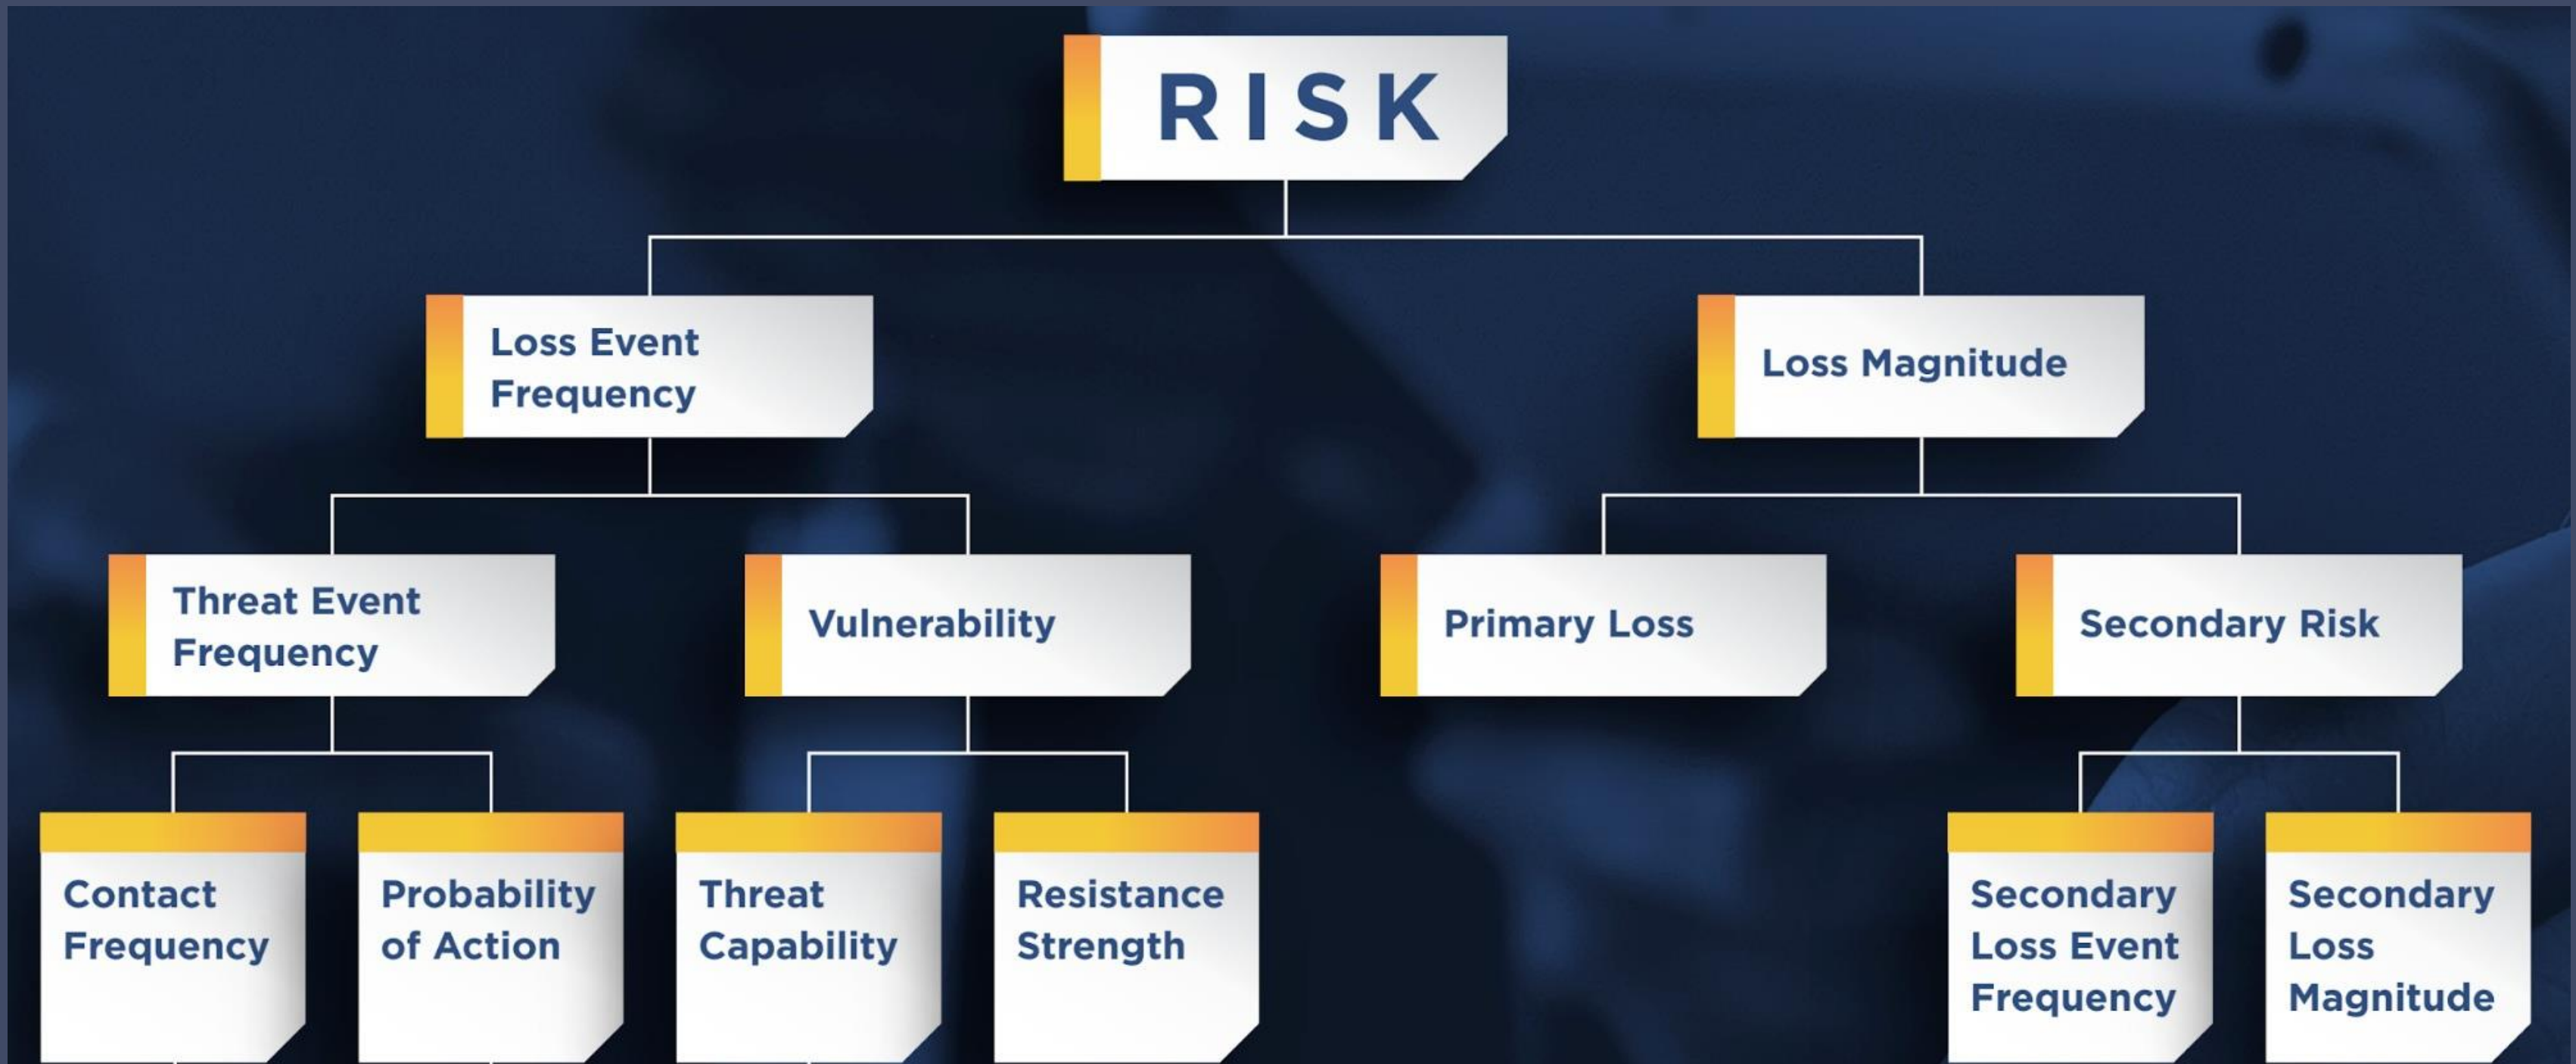 RISK
Loss Event
Frequency
Loss Magnitude
Threat Event
Frequency
Vulnerability
Primary Loss
Secondary Risk
Contact
Frequency
Probability
of Action
Threat
Capability
Resistance
Strength
Secondary
Loss Event
Frequency
Secondary
Loss
Magnitude